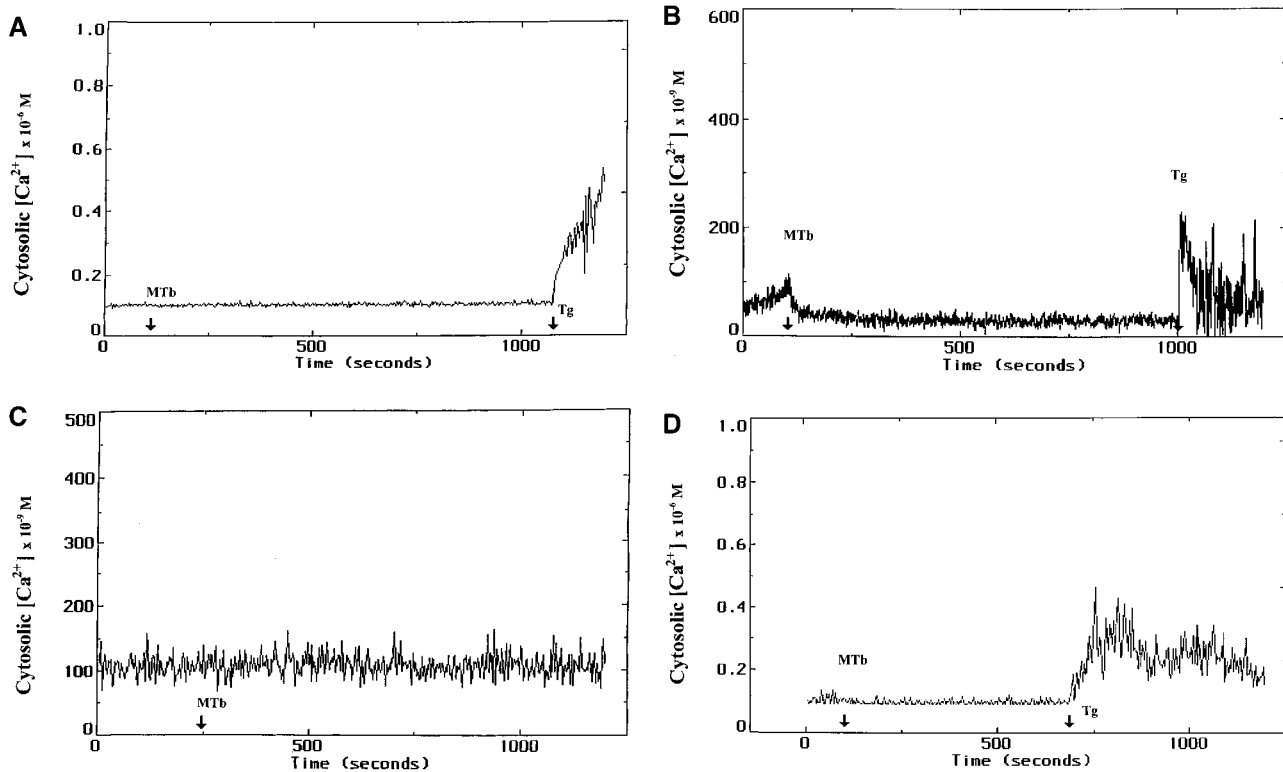 A
Cytosolic [Ca²⁺] x 10⁻⁶ M
1.0
0.8
0.6
0.4
0.2
0
MTb
Tg
0
500
1000
Time (seconds)
B
Cytosolic [Ca²⁺] x 10⁻⁹ M
600
400
200
0
MTb
Tg
0
500
1000
Time (seconds)
C
Cytosolic [Ca²⁺] x 10⁻⁹ M
500
400
300
150
100
50
0
MTb
0
500
1000
Time (seconds)
D
Cytosolic [Ca²⁺] x 10⁻⁶ M
1.0
0.8
0.6
0.4
0.2
0
MTb
Tg
0
500
1000
Time (seconds)